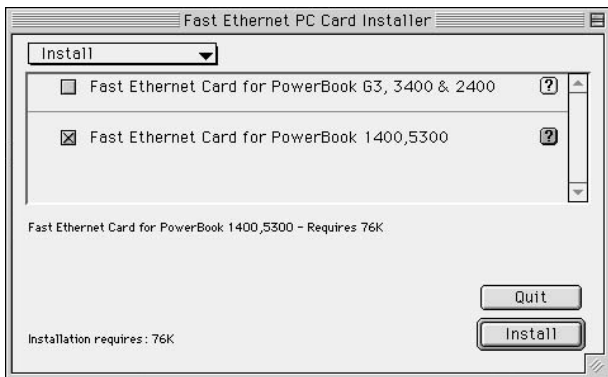 Fast Ethernet PC Card Installer
Install
Fast Ethernet Card for PowerBook G3, 3400 & 2400 ?
Fast Ethernet Card for PowerBook 1400,5300 ?
Fast Ethernet Card for PowerBook 1400,5300 - Requires 76K
Quit
Installation requires: 76K Install